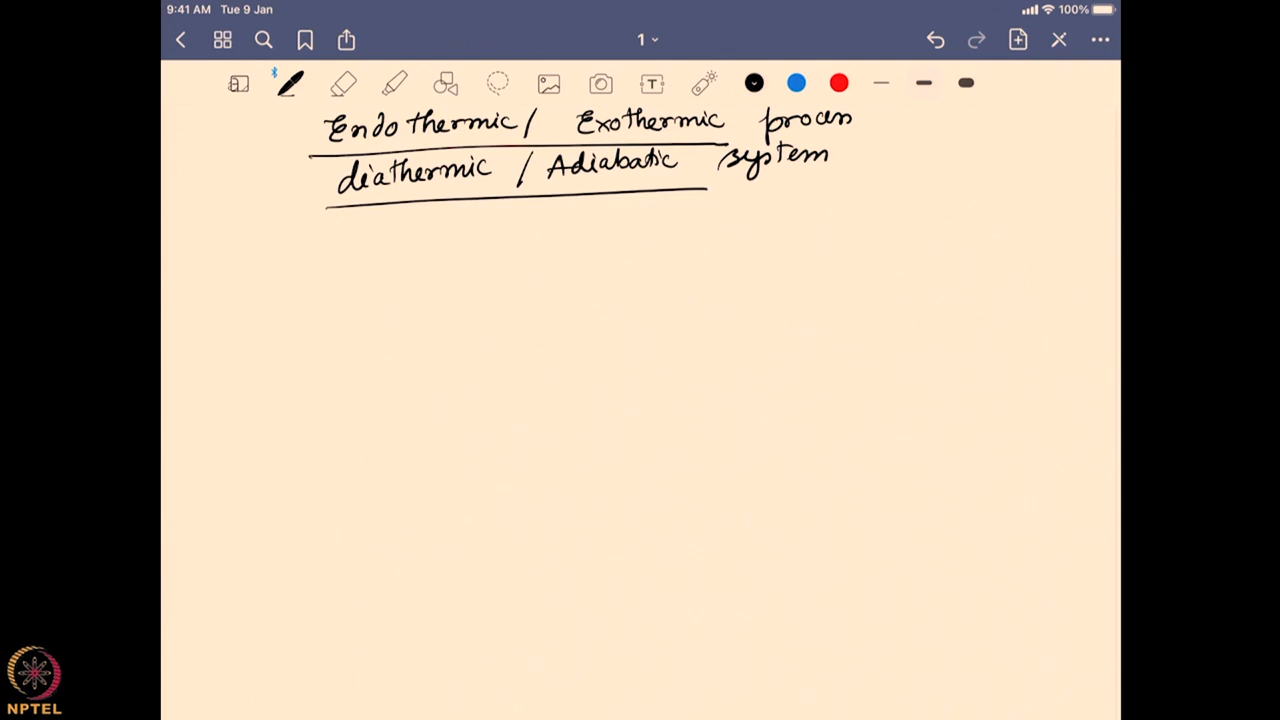 9:41 AM Tue 9 Jan
100%
1
T
Endothermic / Exothermic process
diathermic / Adiabatic system
NPTEL